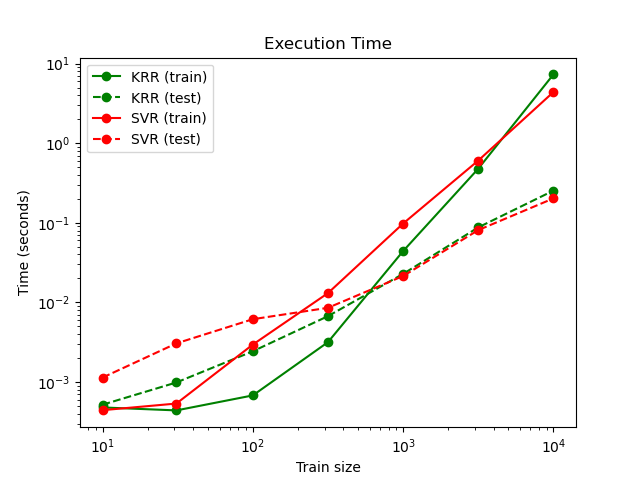 Execution Time
KRR (train)
KRR (test)
SVR (train)
SVR (test)
Time (seconds)
10¹
10⁰
10⁻¹
10⁻²
10⁻³
10¹ 10² 10³ 10⁴
Train size